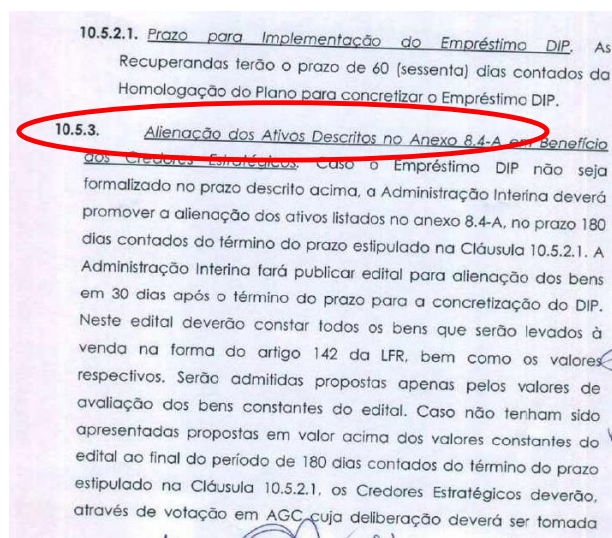 10.5.2.1. Prazo para Implementação do Empréstimo DIP. As
Recuperandas terão o prazo de 60 (sessenta) dias contados da
Homologação do Plano para concretizar o Empréstimo DIP.
10.5.3. Alienação dos Ativos Descritos no Anexo 8.4-A em Benefício
dos Credores Estratégicos. Caso o Empréstimo DIP não seja
formalizado no prazo descrito acima, a Administração Interina deverá
promover a alienação dos ativos listados no anexo 8.4-A, no prazo 180
dias contados do término do prazo estipulado na Cláusula 10.5.2.1. A
Administração Interina fará publicar edital para alienação dos bens
em 30 dias após o término do prazo para a concretização do DIP.
Neste edital deverão constar todos os bens que serão levados à
venda na forma do artigo 142 da LFR, bem como os valores
respectivos. Serão admitidas propostas apenas pelos valores de
avaliação dos bens constantes do edital. Caso não tenham sido
apresentadas propostas em valor acima dos valores constantes do
edital ao final do período de 180 dias contados do término do prazo
estipulado na Cláusula 10.5.2.1, os Credores Estratégicos deverão,
através de votação em AGC cuja deliberação deverá ser tomada